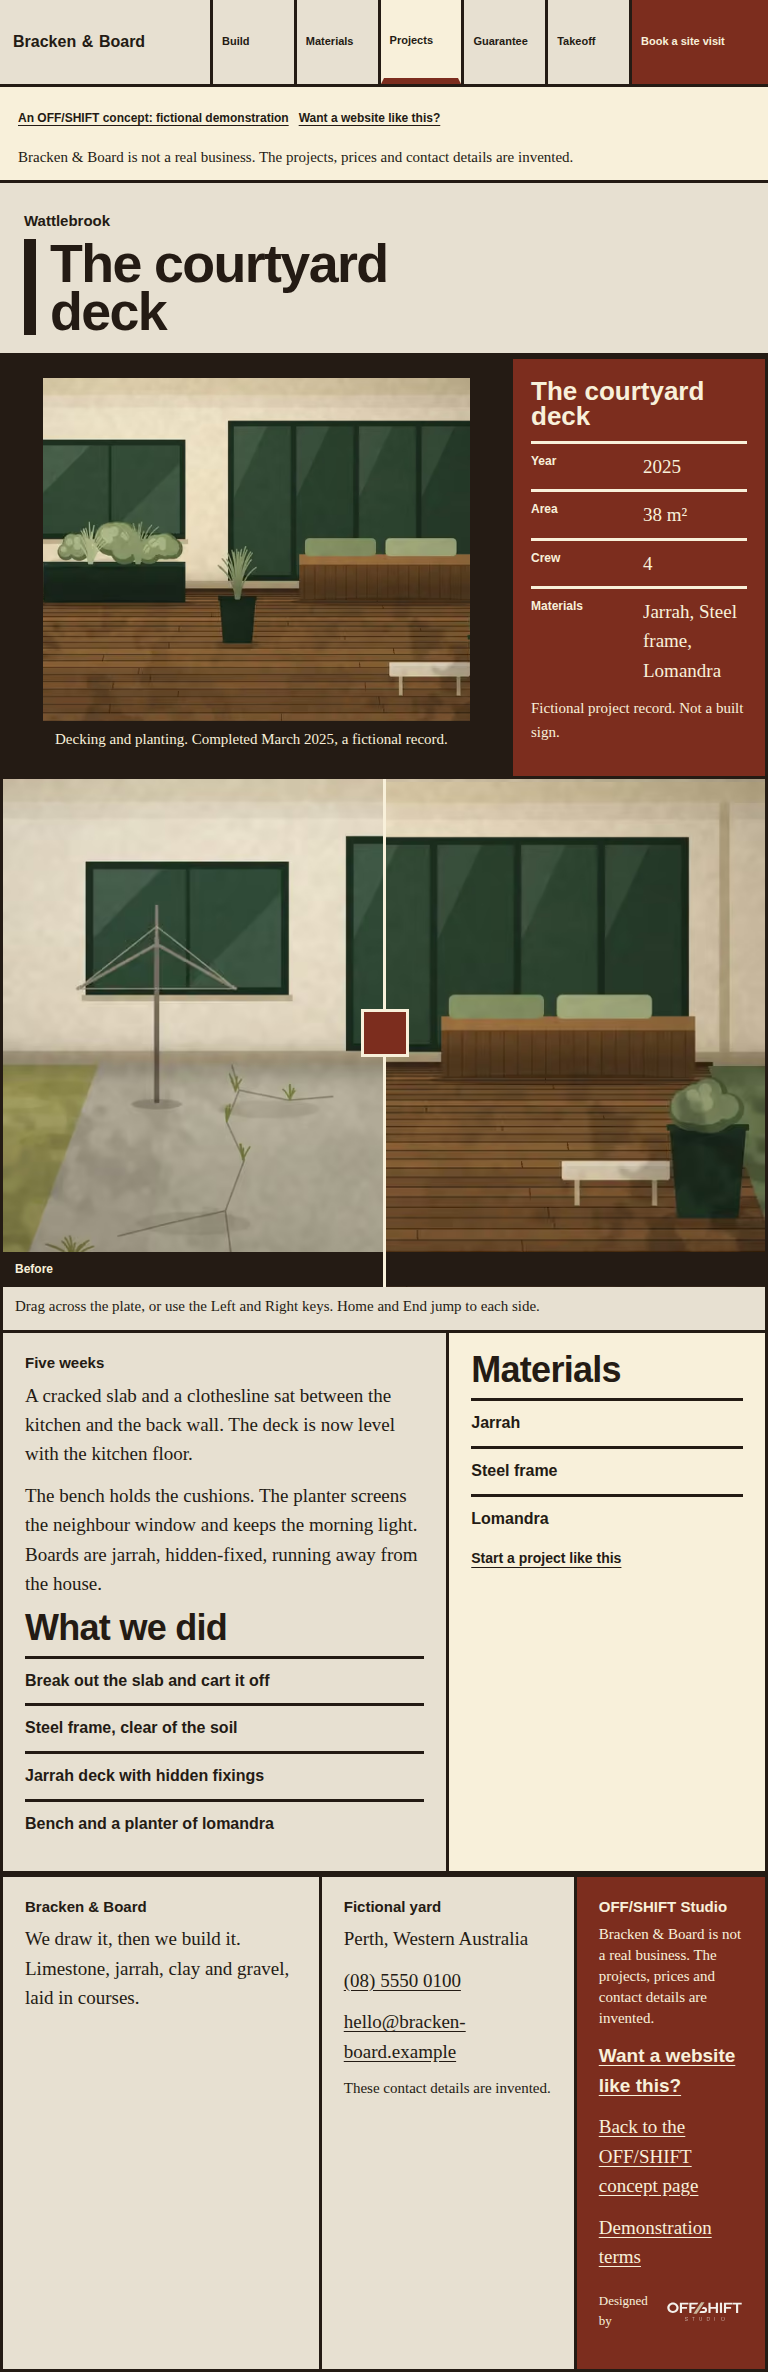 Bracken & Board
Build
Materials
Projects
Guarantee
Takeoff
Book a site visit
An OFF/SHIFT concept: fictional demonstration
Want a website like this?
Bracken & Board is not a real business. The projects, prices and contact details are invented.
Wattlebrook
The courtyard
deck
The courtyard
deck
Year
2025
Area
38 m²
Crew
4
Materials
Jarrah, Steel
frame,
Lomandra
Fictional project record. Not a built
sign.
Decking and planting. Completed March 2025, a fictional record.
Before
Drag across the plate, or use the Left and Right keys. Home and End jump to each side.
Five weeks
A cracked slab and a clothesline sat between the
kitchen and the back wall. The deck is now level
with the kitchen floor.
The bench holds the cushions. The planter screens
the neighbour window and keeps the morning light.
Boards are jarrah, hidden-fixed, running away from
the house.
What we did
Break out the slab and cart it off
Steel frame, clear of the soil
Jarrah deck with hidden fixings
Bench and a planter of lomandra
Materials
Jarrah
Steel frame
Lomandra
Start a project like this
Bracken & Board
We draw it, then we build it.
Limestone, jarrah, clay and gravel,
laid in courses.
Fictional yard
Perth, Western Australia
(08) 5550 0100
hello@bracken-
board.example
These contact details are invented.
OFF/SHIFT Studio
Bracken & Board is not
a real business. The
projects, prices and
contact details are
invented.
Want a website
like this?
Back to the
OFF/SHIFT
concept page
Demonstration
terms
Designed
by
OFF/SHIFT
STUDIO